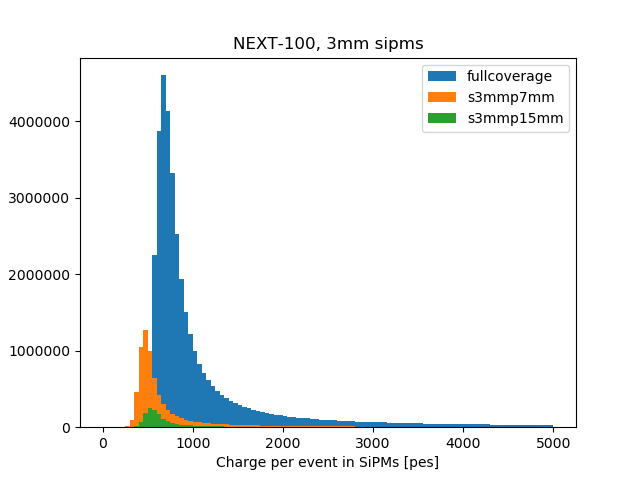 NEXT-100, 3mm sipms
fullcoverage
s3mmp7mm
s3mmp15mm
4000000
3000000
2000000
1000000
0
0 1000 2000 3000 4000 5000
Charge per event in SiPMs [pes]